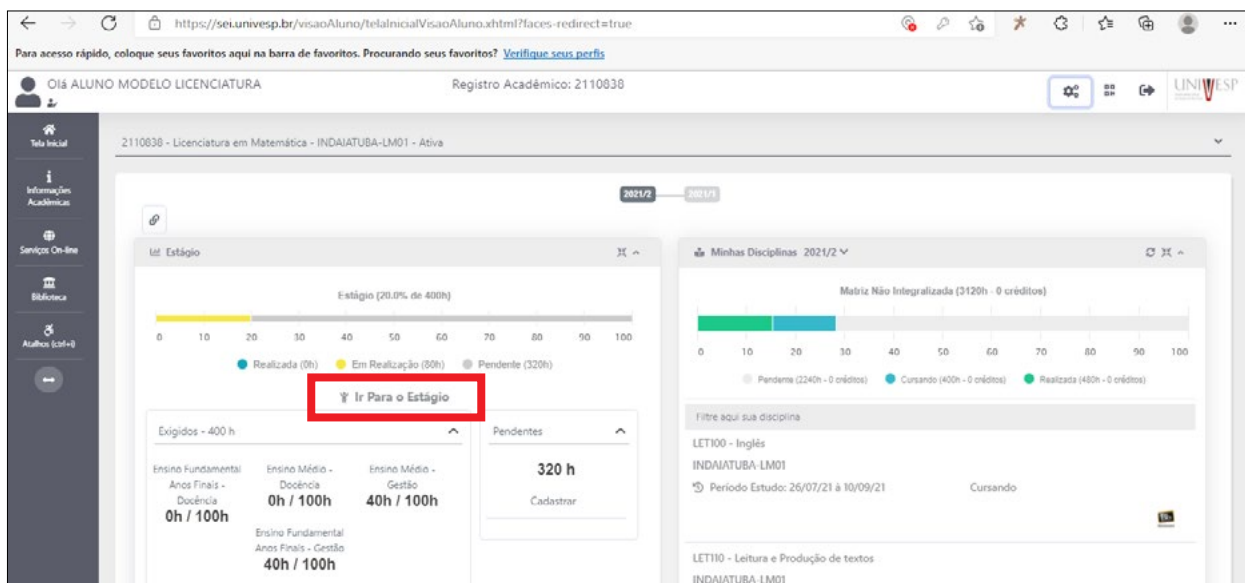 https://sei.univesp.br/visaoAluno/telaInicialVisaoAluno.xhtml?faces-redirect=true
Para acesso rápido, coloque seus favoritos aqui na barra de favoritos. Procurando seus favoritos? Verifique seus perfis
Olá ALUNO MODELO LICENCIATURA
Registro Acadêmico: 2110838
UNIVESP
Tela Inicial
Informações
Acadêmicas
Serviços On-line
Biblioteca
Atalhos (ctrl+i)
2110838 - Licenciatura em Matemática - INDAIATUBA-LM01 - Ativa
2021/2
2021/1
Estágio
Estágio (20.0% de 400h)
0 10 20 30 40 50 60 70 80 90 100
Realizada (0h) Em Realização (80h) Pendente (320h)
Ir Para o Estágio
Exigidos - 400 h
Ensino Fundamental
Anos Finais -
Docência
0h / 100h
Ensino Médio -
Docência
0h / 100h
Ensino Médio -
Gestão
40h / 100h
Ensino Fundamental
Anos Finais - Gestão
40h / 100h
Pendentes
320 h
Cadastrar
Minhas Disciplinas 2021/2
Matriz Não Integralizada (3120h - 0 créditos)
0 10 20 30 40 50 60 70 80 90 100
Pendente (2240h - 0 créditos) Cursando (400h - 0 créditos) Realizada (480h - 0 créditos)
Filtre aqui sua disciplina
LET100 - Inglês
INDAIATUBA-LM01
Período Estudo: 26/07/21 à 10/09/21 Cursando
LET110 - Leitura e Produção de textos
INDAIATUBA-LM01